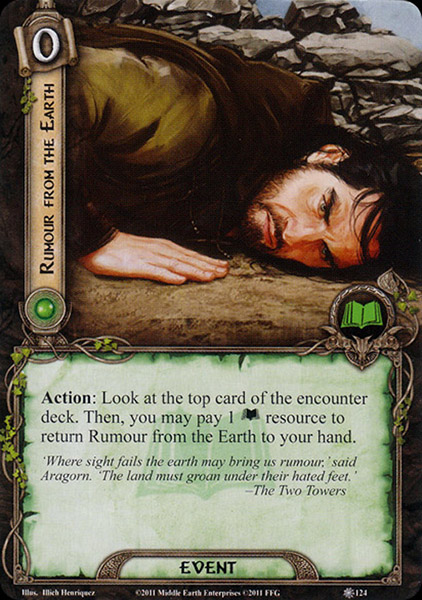 0
RUMOUR FROM THE EARTH
Action: Look at the top card of the encounter
deck. Then, you may pay 1 resource to
return Rumour from the Earth to your hand.
‘Where sight fails the earth may bring us rumour,’ said
Aragorn. ‘The land must groan under their hated feet.’
–The Two Towers
EVENT
Illus. Illich Henriquez
©2011 Middle Earth Enterprises ©2011 FFG
124